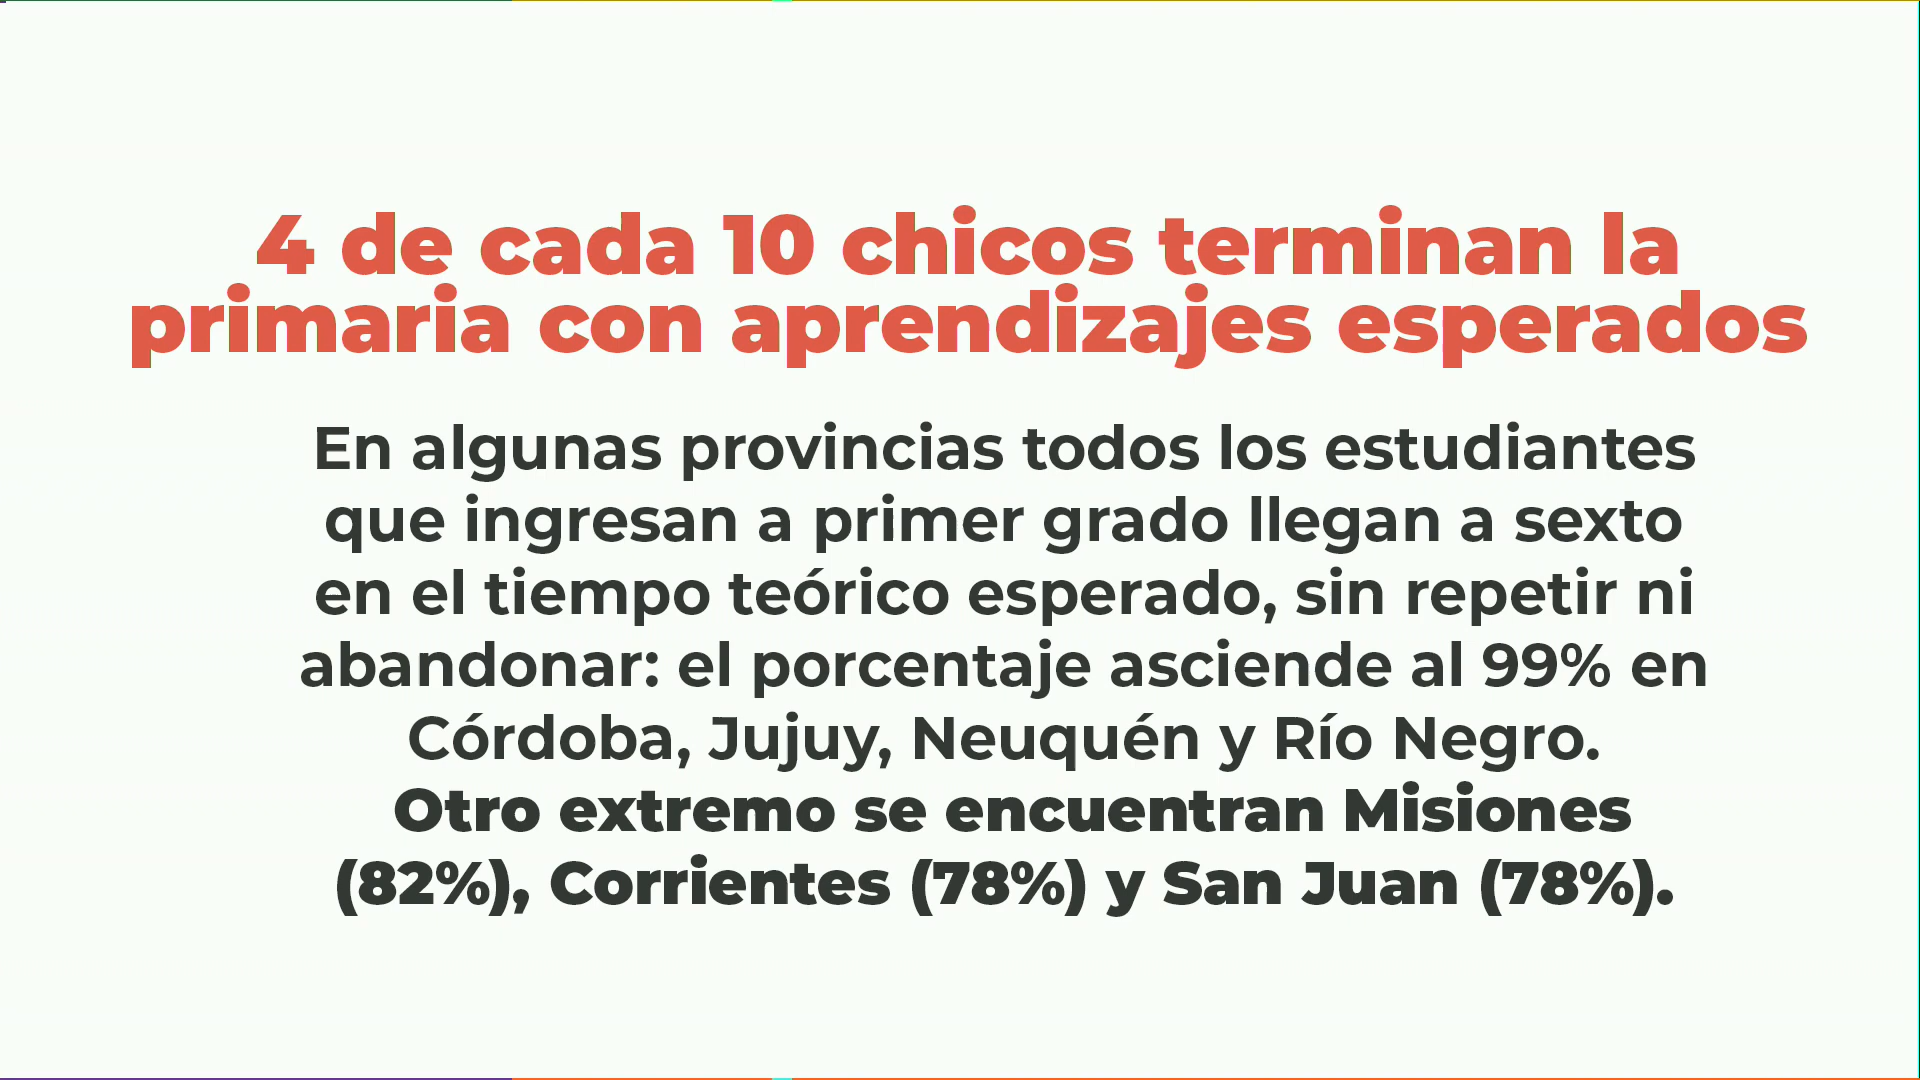 4 de cada 10 chicos terminan la
primaria con aprendizajes esperados
En algunas provincias todos los estudiantes
que ingresan a primer grado llegan a sexto
en el tiempo teórico esperado, sin repetir ni
abandonar: el porcentaje asciende al 99% en
Córdoba, Jujuy, Neuquén y Río Negro.
Otro extremo se encuentran Misiones
(82%), Corrientes (78%) y San Juan (78%).